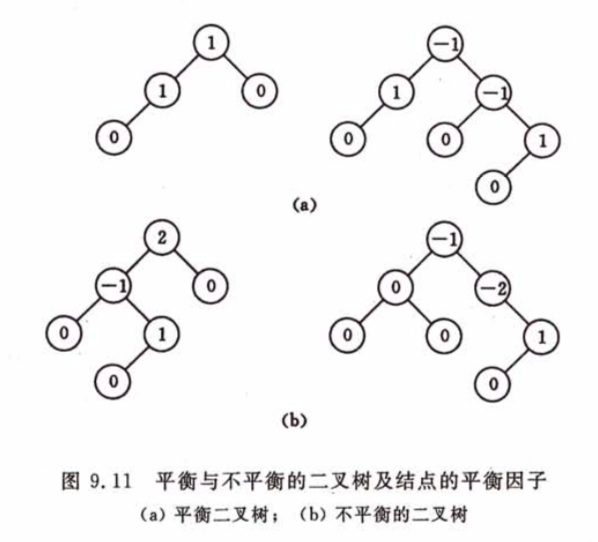 1 -1
1 0 1 -1
0 0 0 1
0
(a)
2 -1
-1 0 0 -2
0 1 0 0 1
0 0
(b)
图 9.11 平衡与不平衡的二叉树及结点的平衡因子
(a) 平衡二叉树; (b) 不平衡的二叉树